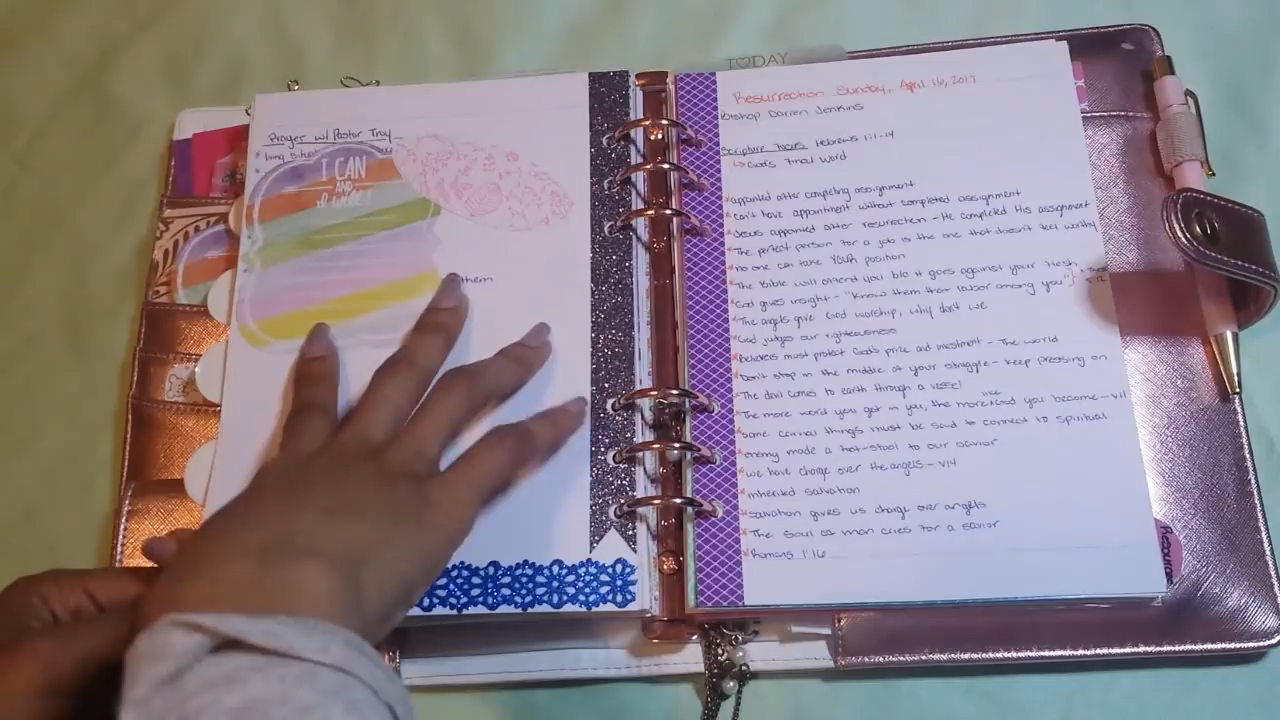 Prayer w/ Pastor Troy
living
I CAN
AND
I WILL
them
TODAY
Resurrection Sunday, April 16, 2017
Bishop Darren Jenkins
Scripture Focus: Hebrews 1:1-14
God's Final Word
*appointed after completing assignment
*can't have appointment without completed assignment
*Jesus appointed after resurrection - He completed His assignment
*The perfect person for a job is the one that doesn't feel worthy
*no one can take YOUR position
*The Bible will offend you b/c it goes against your flesh
*God gives insight - "Know them that labor among you"]
*The angels give God worship, why don't we
*God judges our righteousness
*Believers must protect God's prize and investment - The world
*Don't stop in the middle of your struggle - keep pressing on
*The devil comes to earth through a vessel
*The more word you get in you, the more like God you become - v11
*Some carnal things must be said to connect to spiritual
*enemy made a foot-stool to our savior
*we have charge over the angels - v14
*inherited salvation
*salvation gives us charge over angels
*The soul of man cries for a savior
*Romans 1:16
Resources